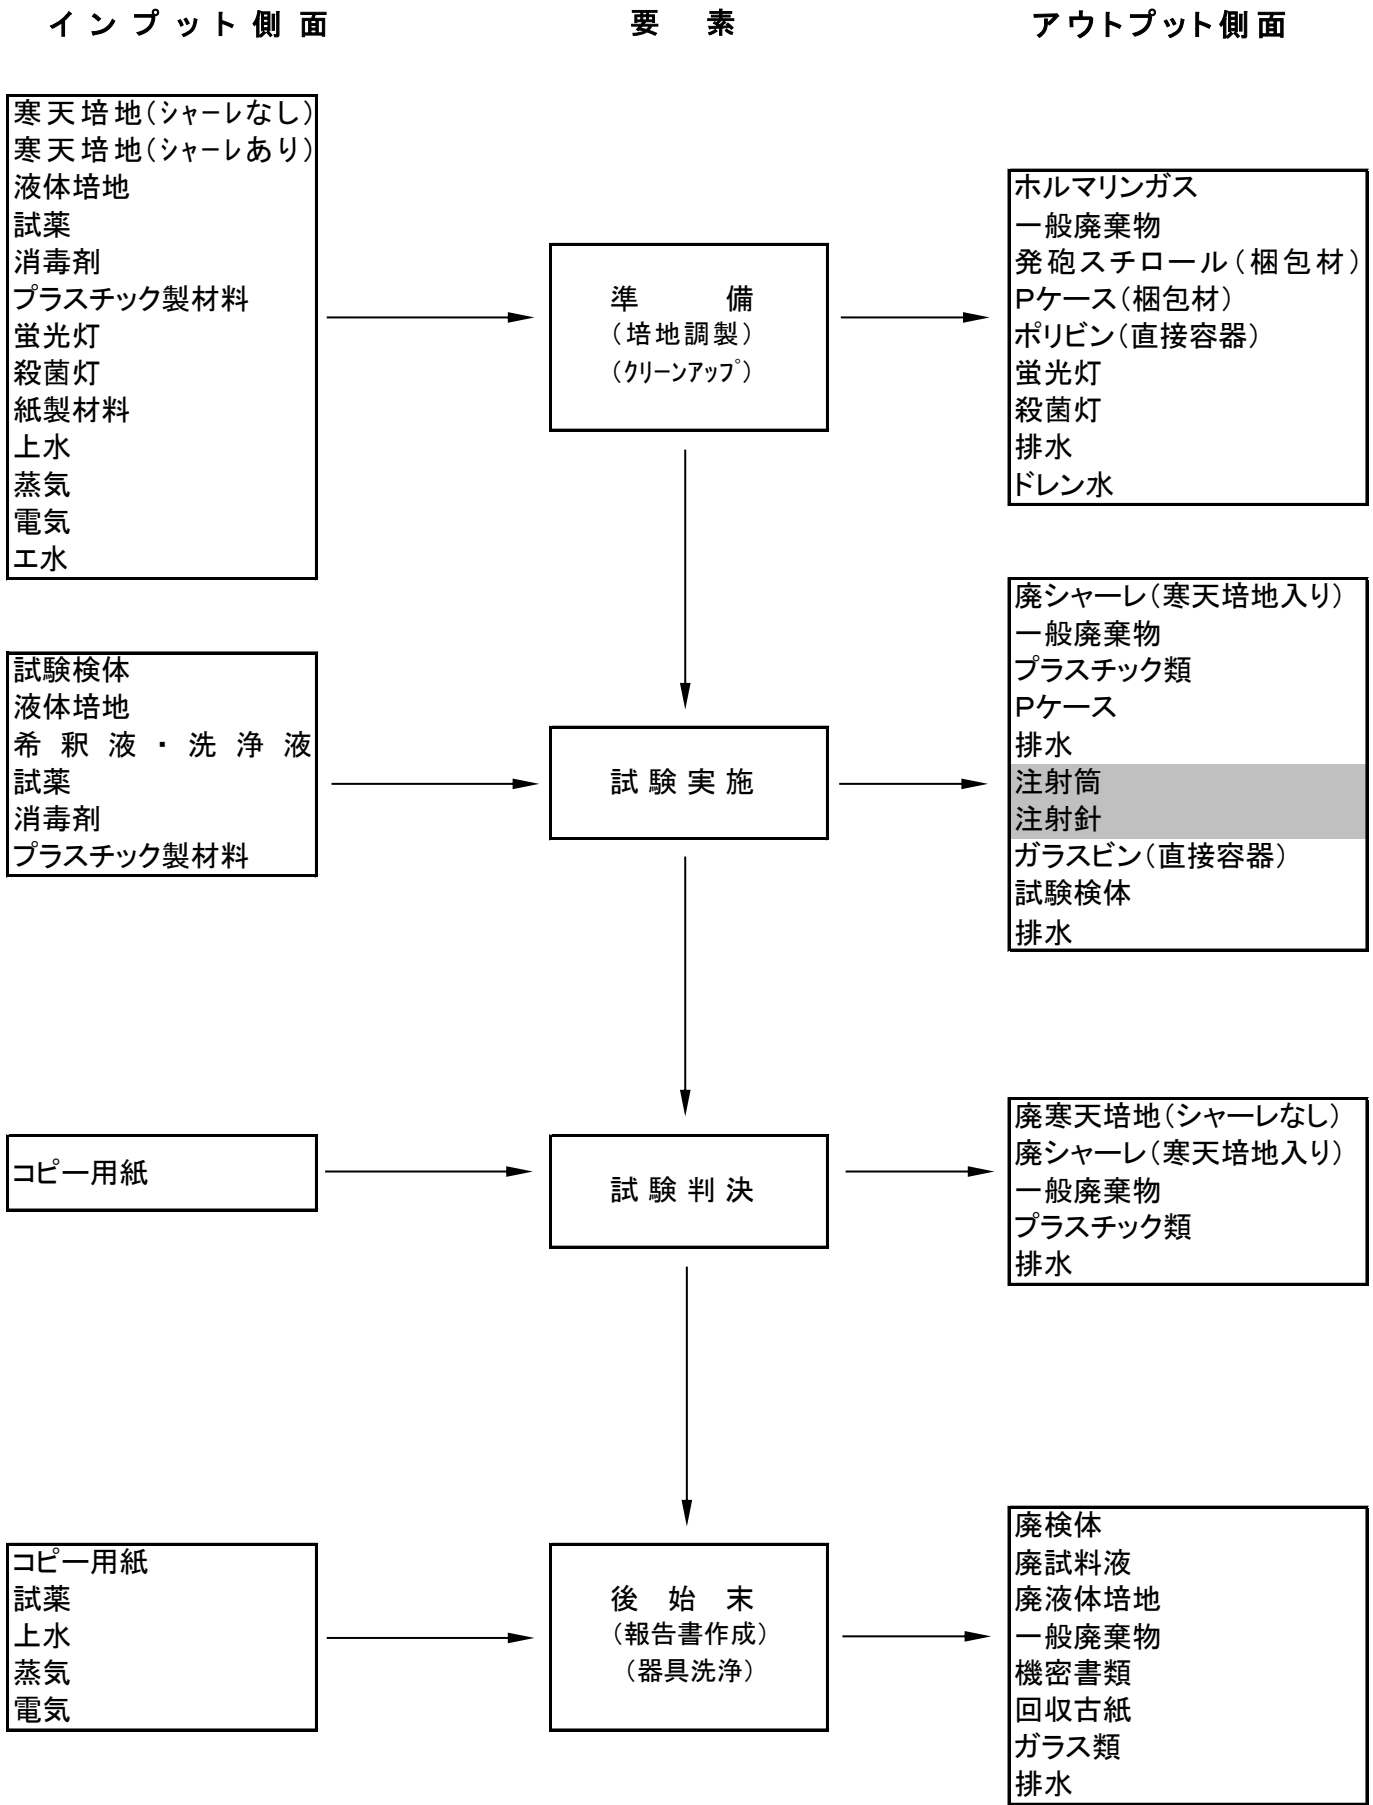 インプット側面
要素
アウトプット側面
寒天培地(シャーレなし)
寒天培地(シャーレあり)
液体培地
試薬
消毒剤
プラスチック製材料
蛍光灯
殺菌灯
紙製材料
上水
蒸気
電気
エ水
準備
(培地調製)
(クリーンアップ)
ホルマリンガス
一般廃棄物
発砲スチロール(梱包材)
Pケース(梱包材)
ポリビン(直接容器)
蛍光灯
殺菌灯
排水
ドレン水
試験検体
液体培地
希釈液・洗浄液
試薬
消毒剤
プラスチック製材料
試験実施
廃シャーレ(寒天培地入り)
一般廃棄物
プラスチック類
Pケース
排水
注射筒
注射針
ガラスビン(直接容器)
試験検体
排水
コピー用紙
試験判決
廃寒天培地(シャーレなし)
廃シャーレ(寒天培地入り)
一般廃棄物
プラスチック類
排水
コピー用紙
試薬
上水
蒸気
電気
後始末
(報告書作成)
(器具洗浄)
廃検体
廃試料液
廃液体培地
一般廃棄物
機密書類
回収古紙
ガラス類
排水